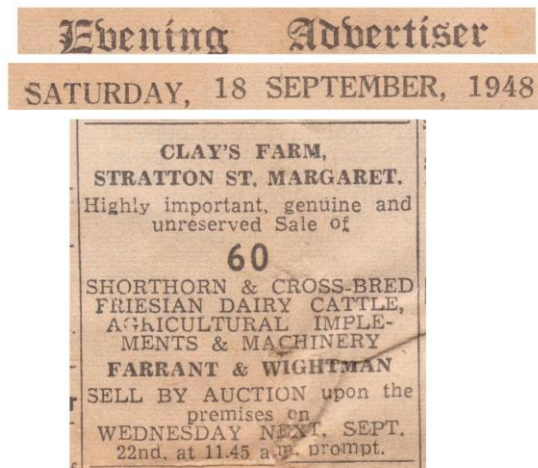 Evening Advertiser
SATURDAY, 18 SEPTEMBER, 1948
CLAY'S FARM,
STRATTON ST. MARGARET.
Highly important, genuine and
unreserved Sale of
60
SHORTHORN & CROSS-BRED
FRIESIAN DAIRY CATTLE,
AGRICULTURAL IMPLE-
MENTS & MACHINERY
FARRANT & WIGHTMAN
SELL BY AUCTION upon the
premises on
WEDNESDAY NEXT, SEPT.
22nd. at 11.45 a.m. prompt.